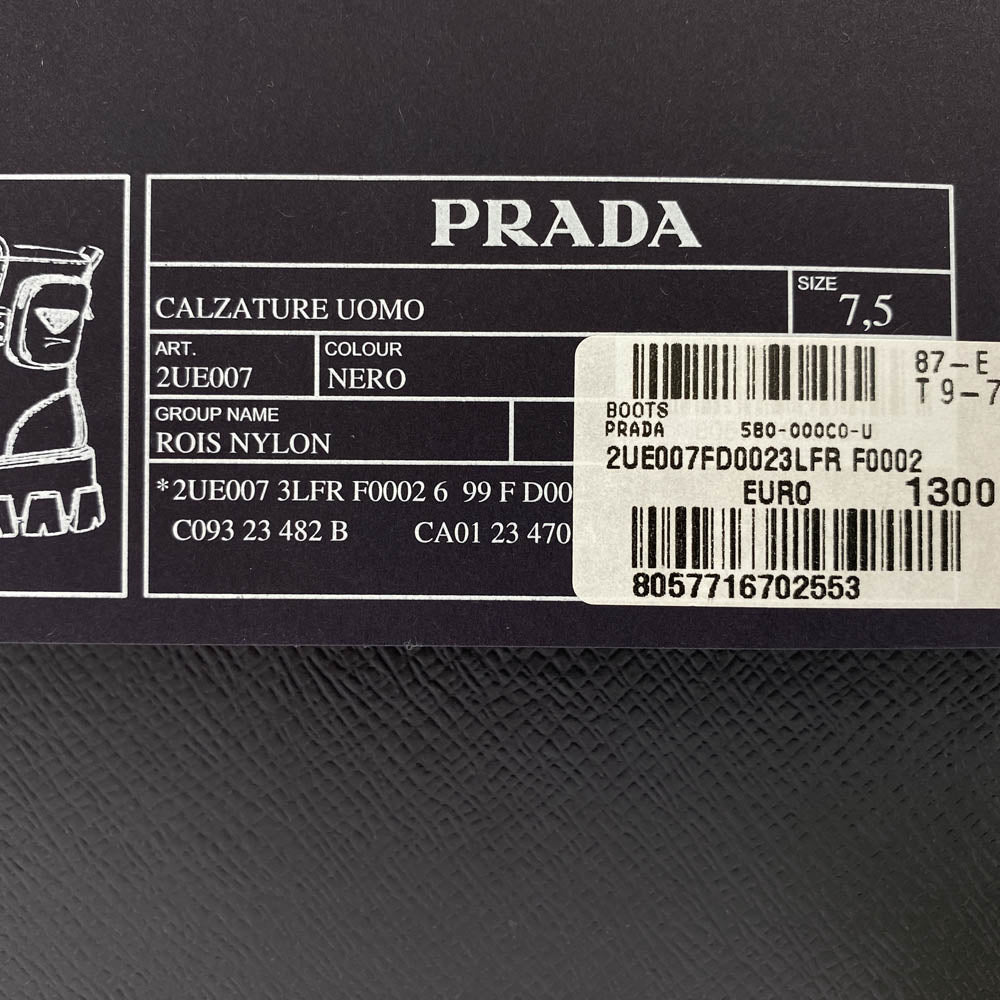 PRADA
CALZATURE UOMO
SIZE
7,5
ART.
2UE007
COLOUR
NERO
GROUP NAME
ROIS NYLON
*2UE007 3LFR F0002 6 99 F D00
C093 23 482 B CA01 23 470
87-E
T9-7
BOOTS
PRADA 580-000CO-U
2UE007FD0023LFR F0002
EURO 1300
8057716702553